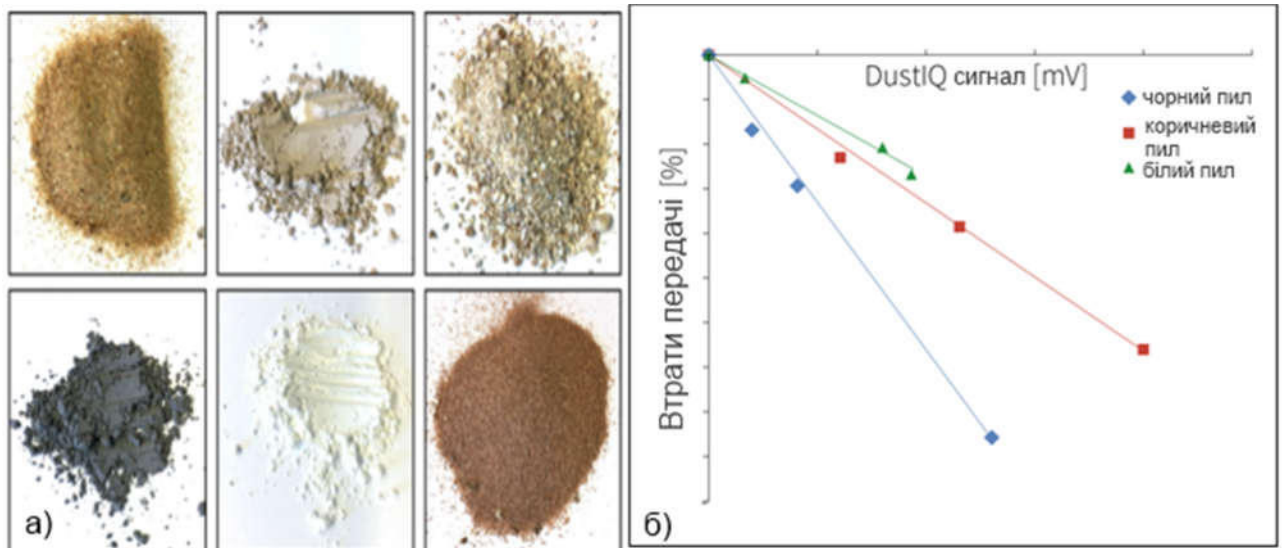 а)
DustIQ сигнал [mV]
Втрати передачі [%]
чорний пил
коричневий
пил
білий пил
б)